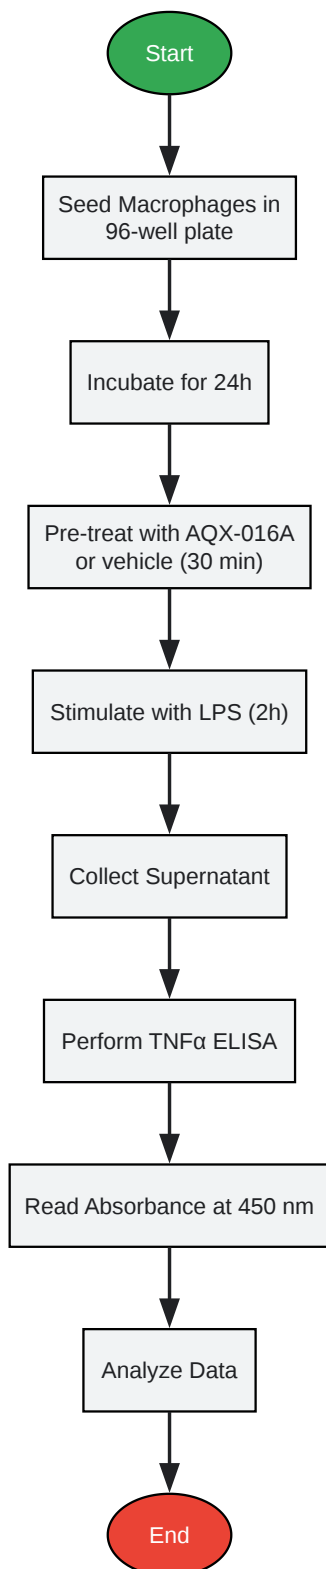 Start
Seed Macrophages in
96-well plate
Incubate for 24h
Pre-treat with AQX-016A
or vehicle (30 min)
Stimulate with LPS (2h)
Collect Supernatant
Perform TNFα ELISA
Read Absorbance at 450 nm
Analyze Data
End